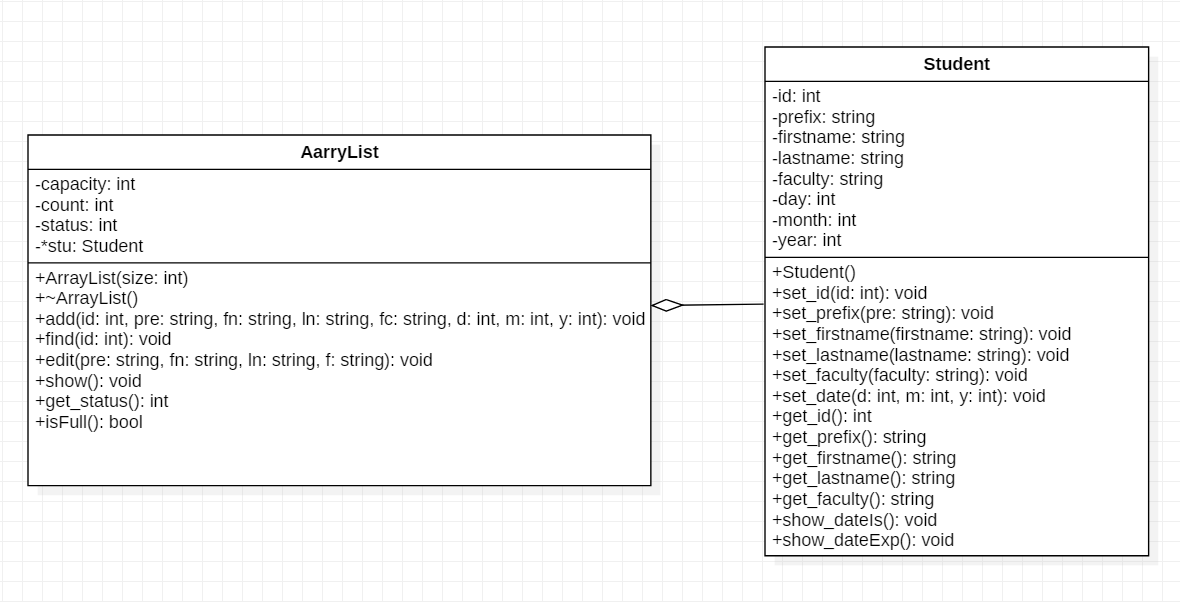 AarryList
-capacity: int
-count: int
-status: int
-*stu: Student
+ArrayList(size: int)
+~ArrayList()
+add(id: int, pre: string, fn: string, ln: string, fc: string, d: int, m: int, y: int): void
+find(id: int): void
+edit(pre: string, fn: string, ln: string, f: string): void
+show(): void
+get_status(): int
+isFull(): bool
Student
-id: int
-prefix: string
-firstname: string
-lastname: string
-faculty: string
-day: int
-month: int
-year: int
+Student()
+set_id(id: int): void
+set_prefix(pre: string): void
+set_firstname(firstname: string): void
+set_lastname(lastname: string): void
+set_faculty(faculty: string): void
+set_date(d: int, m: int, y: int): void
+get_id(): int
+get_prefix(): string
+get_firstname(): string
+get_lastname(): string
+get_faculty(): string
+show_dateIs(): void
+show_dateExp(): void